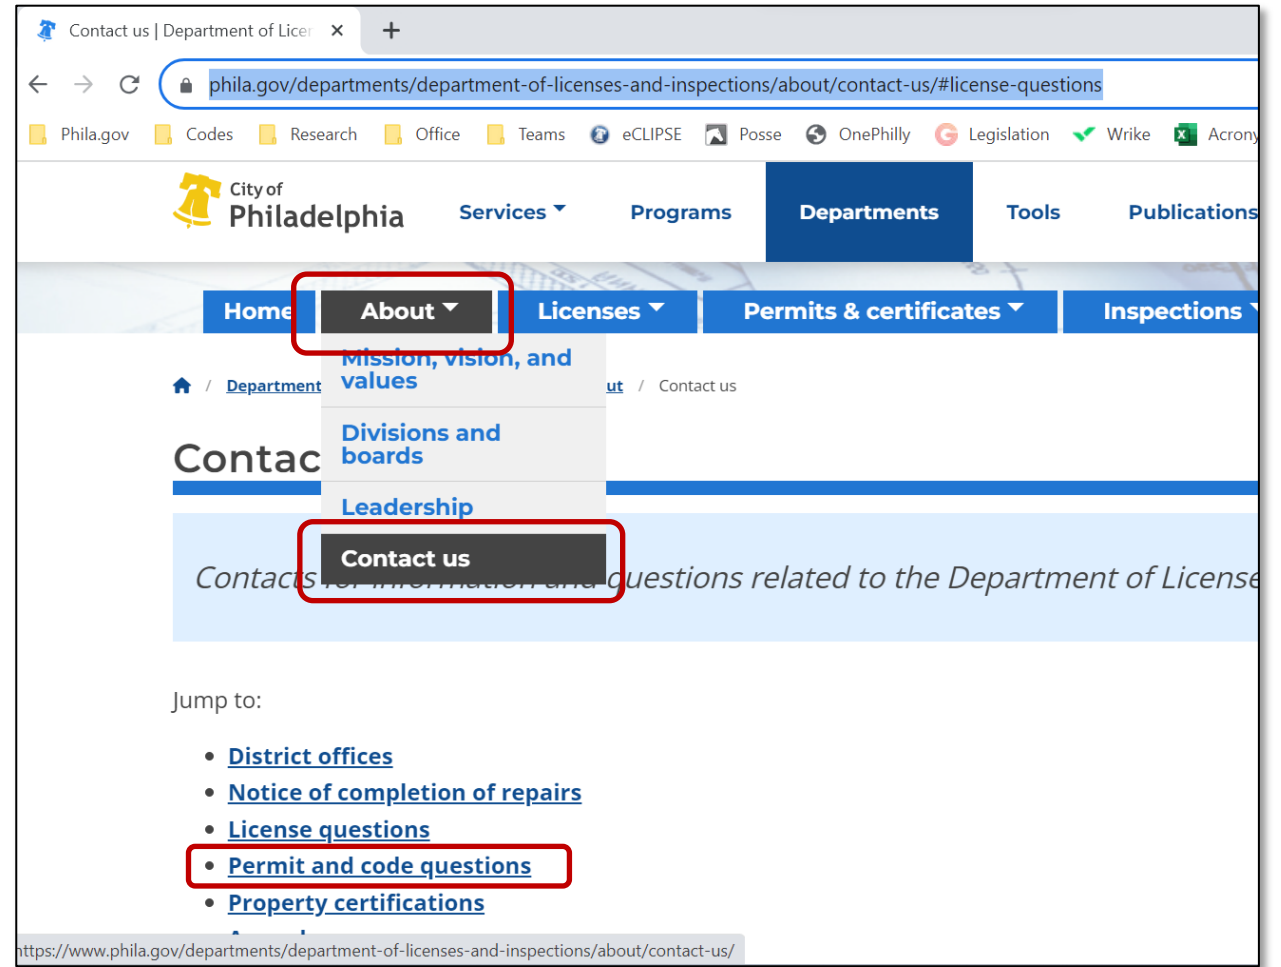 Contact us | Department of Licen
phila.gov/departments/department-of-licenses-and-inspections/about/contact-us/#license-questions
Phila.gov Codes Research Office Teams eCLIPSE Posse OnePhilly Legislation Wrike Acrony
City of
Philadelphia
Services Programs Departments Tools Publications
Home About Licenses Permits & certificates Inspections
Mission, vision, and
values
/ Department ut / Contact us
Divisions and
boards
Contac
Leadership
Contact us
Contacts for information and questions related to the Department of License
Jump to:
• District offices
• Notice of completion of repairs
• License questions
• Permit and code questions
• Property certifications
https://www.phila.gov/departments/department-of-licenses-and-inspections/about/contact-us/